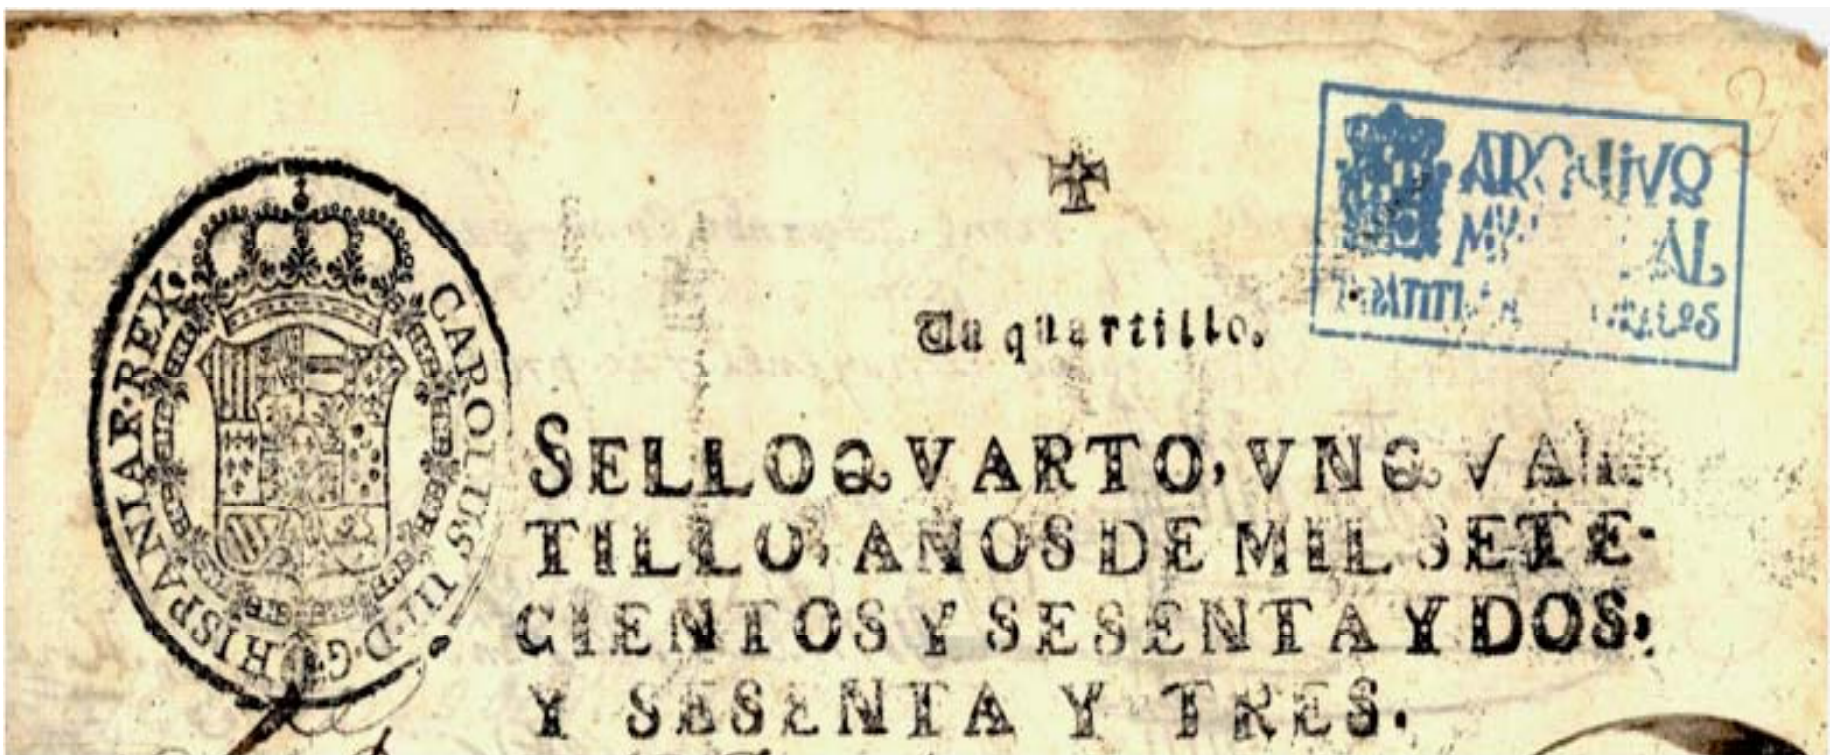 CAROLUS III·D·G· HISPANIAR·REX·
Un quartillo.
SELLO QVARTO, VN QVAR
TILLO, AÑOS DE MIL SETE-
CIENTOS Y SESENTA Y DOS,
Y SESENTA Y TRES.
ARCHIVO